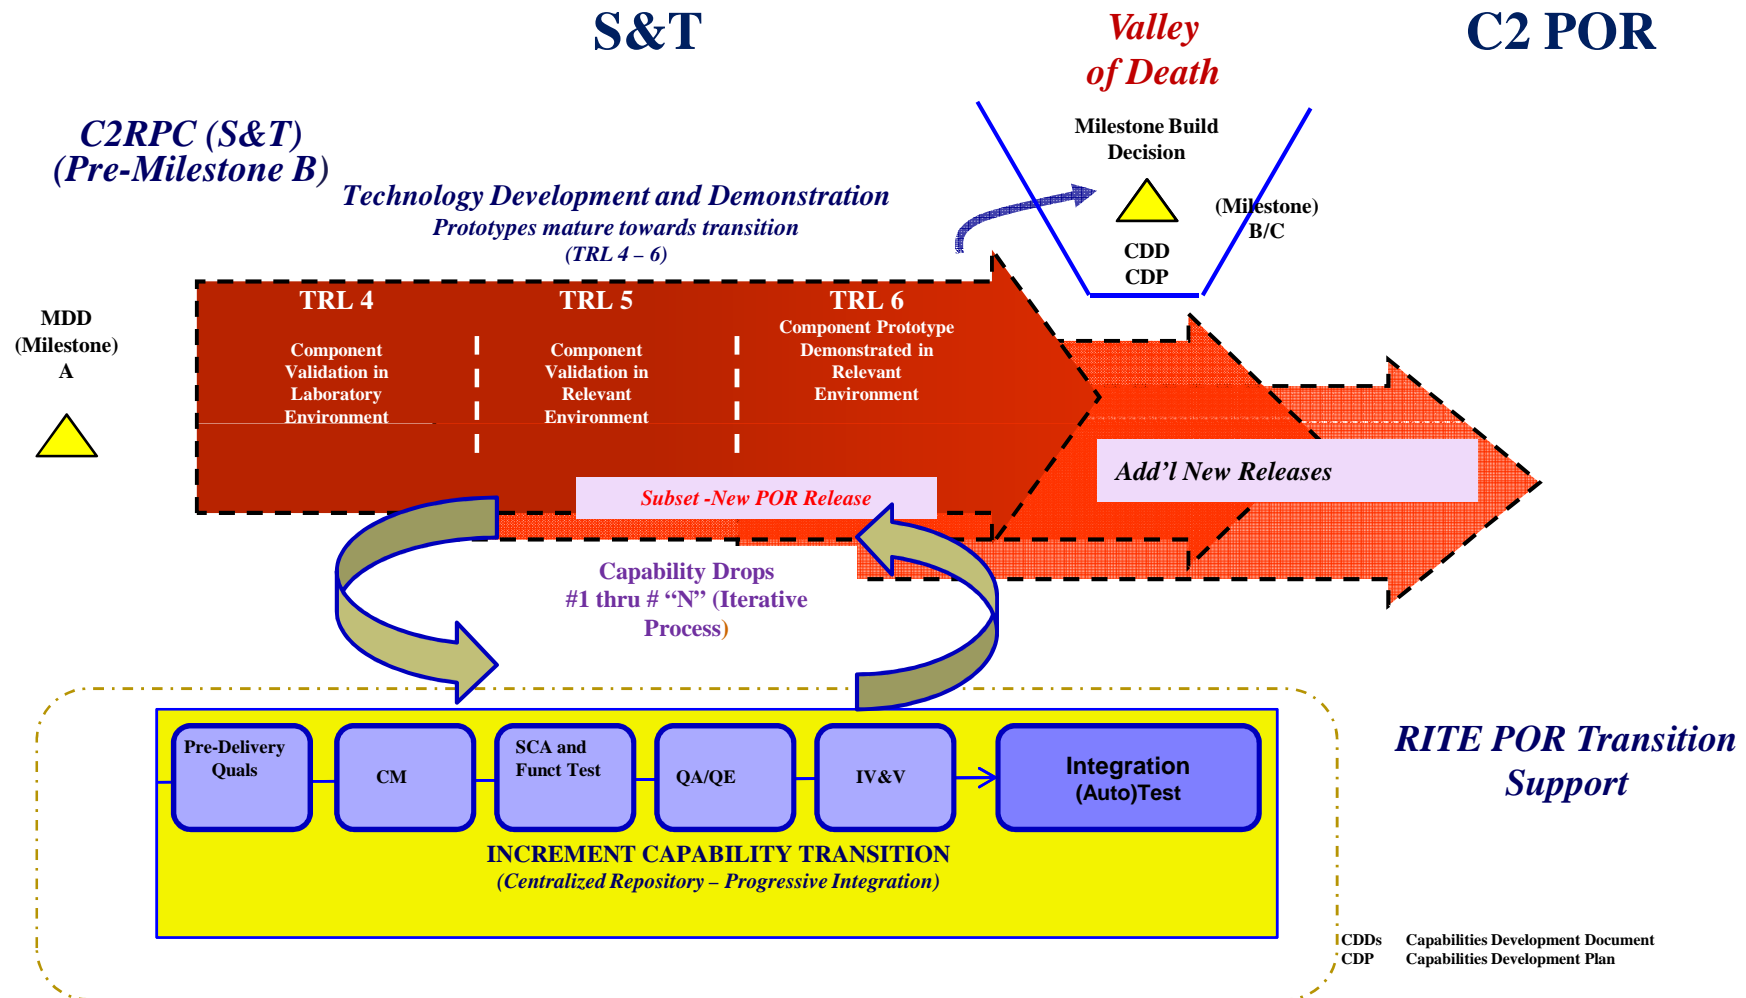 S&T
Valley
of Death
C2 POR
C2RPC (S&T)
(Pre-Milestone B)
Technology Development and Demonstration
Prototypes mature towards transition
(TRL 4 – 6)
Milestone Build
Decision
(Milestone)
B/C
CDD
CDP
MDD
(Milestone)
A
TRL 4
Component
Validation in
Laboratory
Environment
TRL 5
Component
Validation in
Relevant
Environment
TRL 6
Component Prototype
Demonstrated in
Relevant
Environment
Subset -New POR Release
Add’l New Releases
Capability Drops
#1 thru # “N” (Iterative
Process)
Pre-Delivery
Quals
CM
SCA and
Funct Test
QA/QE
IV&V
Integration
(Auto)Test
INCREMENT CAPABILITY TRANSITION
(Centralized Repository – Progressive Integration)
RITE POR Transition
Support
CDDs Capabilities Development Document
CDP Capabilities Development Plan